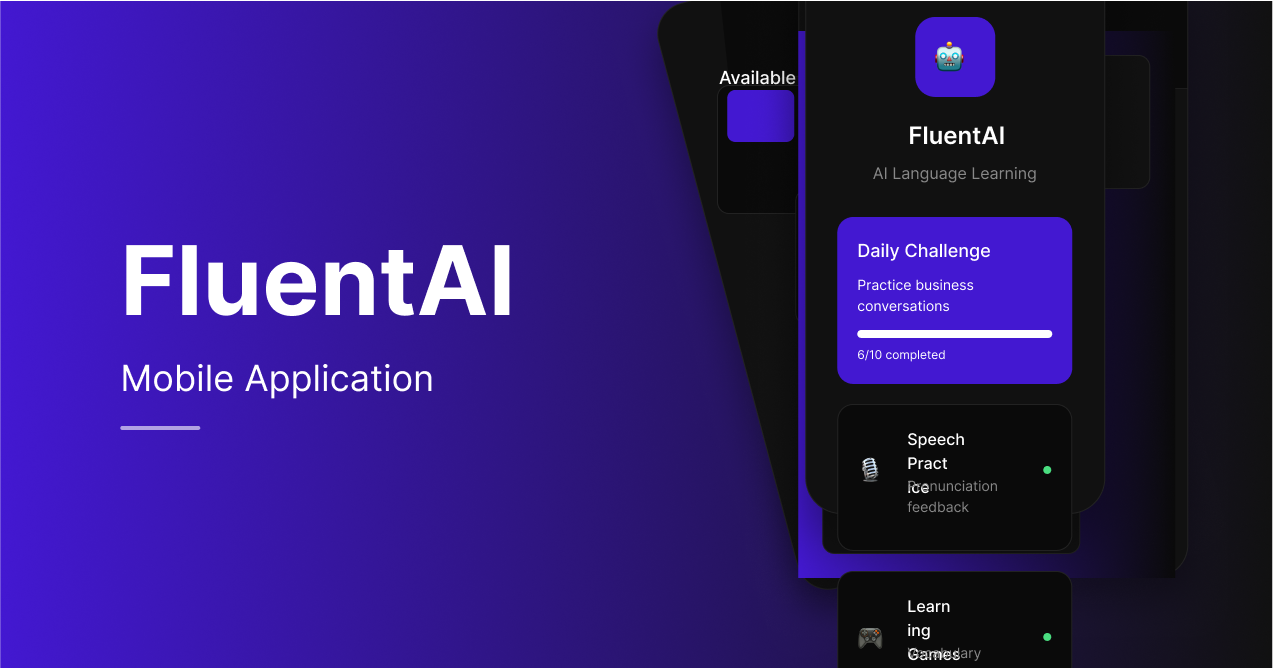 FluentAI
Mobile Application
Available
FluentAI
AI Language Learning
Daily Challenge
Practice business
conversations
6/10 completed
Speech
Pract
ice
Pronunciation
feedback
Learn
ing
Games
Vocabulary